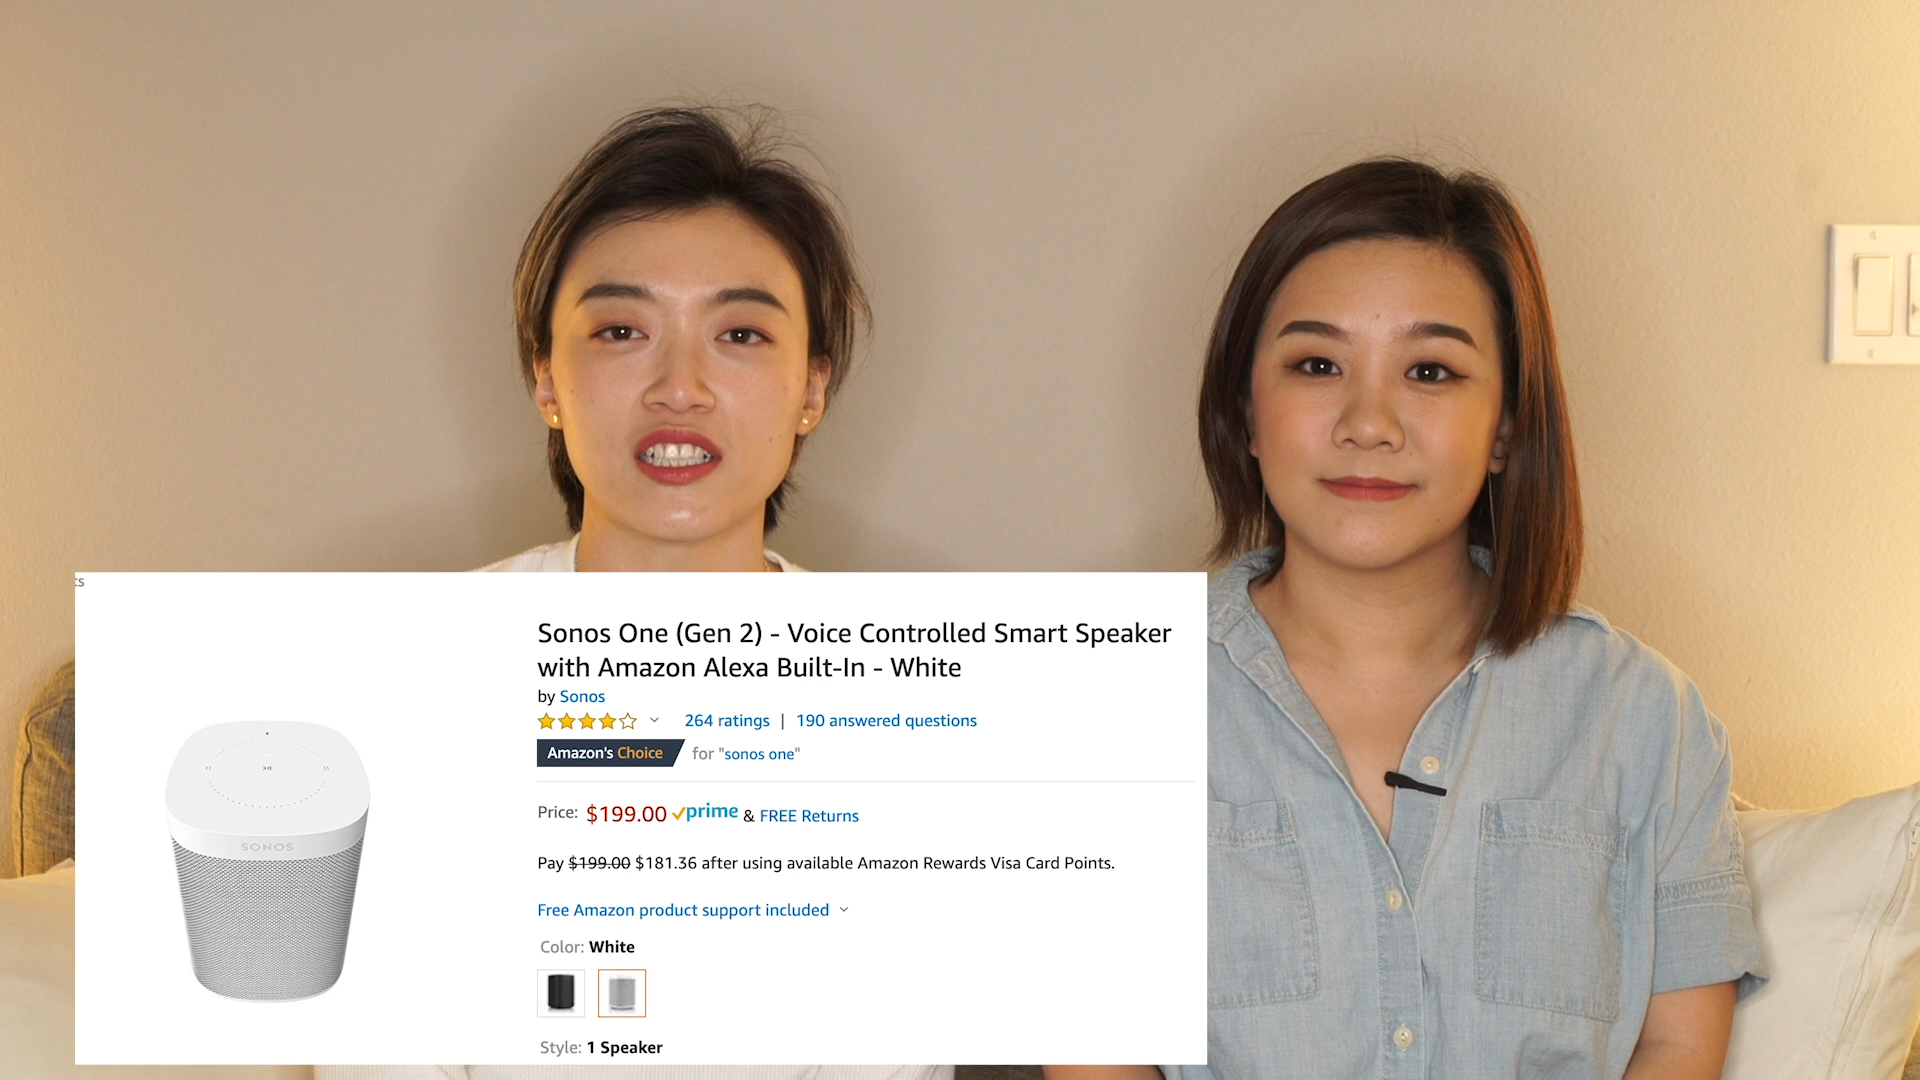 Sonos One (Gen 2) - Voice Controlled Smart Speaker
with Amazon Alexa Built-In - White
by Sonos
264 ratings | 190 answered questions
Amazon's Choice for "sonos one"
Price: $199.00 prime & FREE Returns
Pay $199.00 $181.36 after using available Amazon Rewards Visa Card Points.
Free Amazon product support included
Color: White
Style: 1 Speaker
SONOS